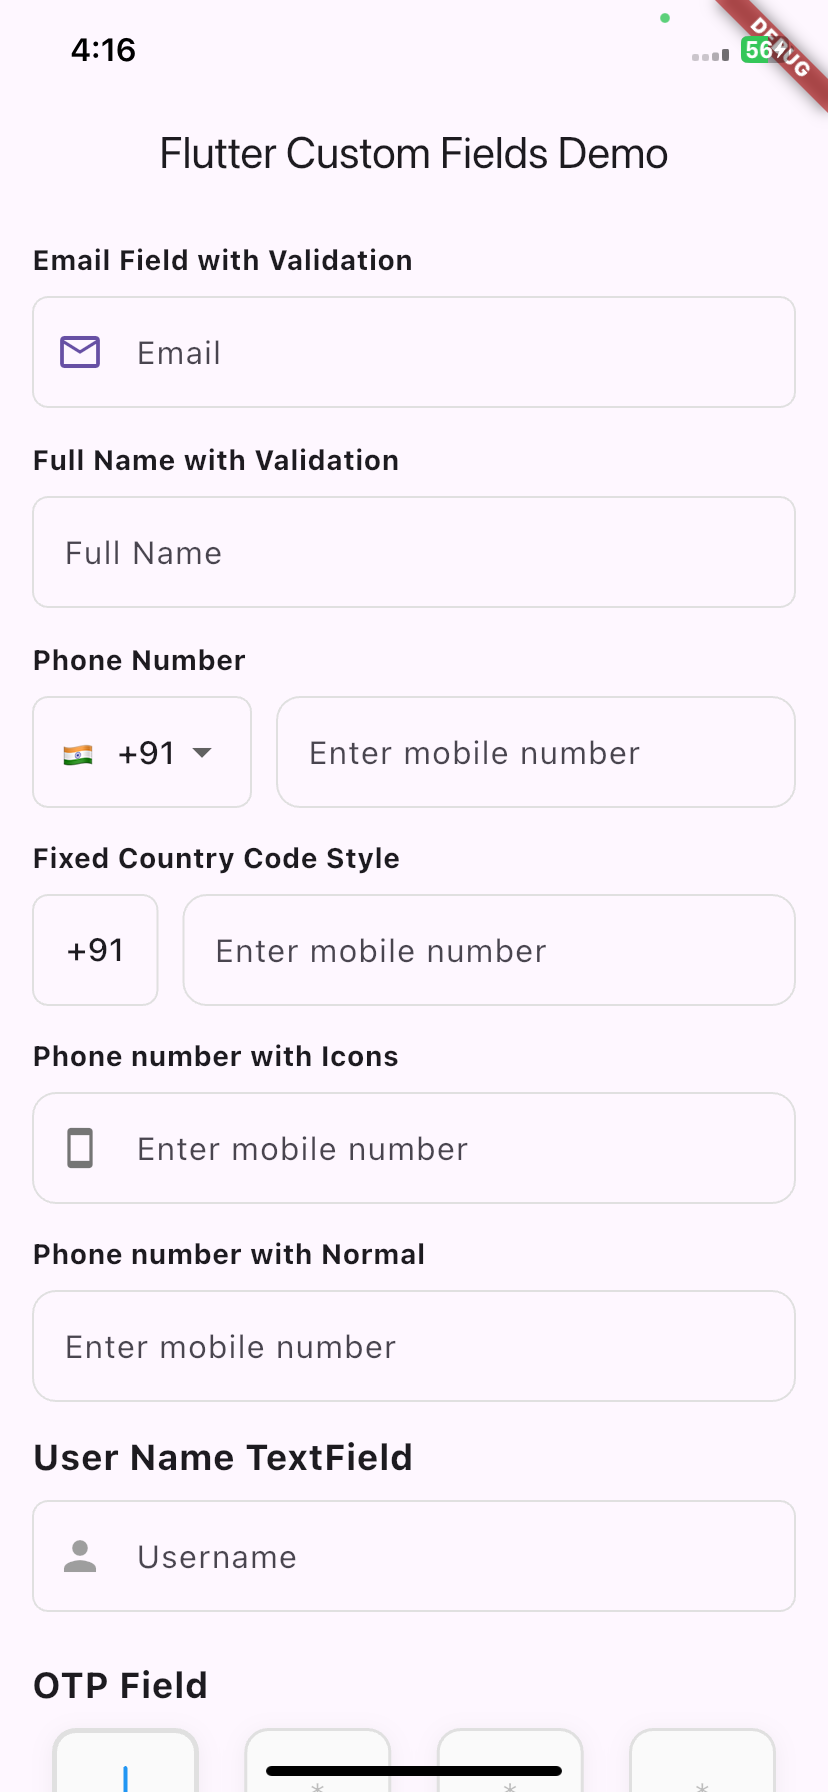 4:16
56
DEBUG
Flutter Custom Fields Demo
Email Field with Validation
Email
Full Name with Validation
Full Name
Phone Number
+91
Enter mobile number
Fixed Country Code Style
+91
Enter mobile number
Phone number with Icons
Enter mobile number
Phone number with Normal
Enter mobile number
User Name TextField
Username
OTP Field
* * *